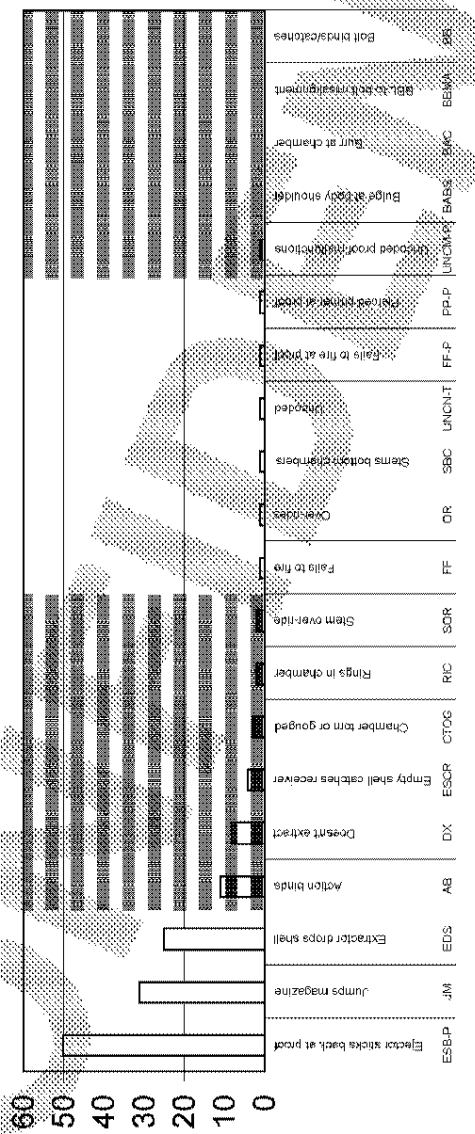 60
50
40
30
20
10
0
Ejector sticks back at proof
ESB-P
Jumps magazine
JM
Extractor drops shell
EDS
Action binds
AB
Doesn't extract
DX
Empty shell catches receiver
ESCR
Chamber torn or gouged
CTOG
Rings in chamber
RIC
Stem over-ride
SOR
Fails to fire
FF
Over-rides
OR
Stems bottom chambers
SBC
Uncoded
UNCN-T
Fails to fire at proof
FF-P
Pierced primer at proof
PP-P
Uncoded proof malfunctions
UNCM-P
Bulge at body shoulder
BABS
Burr at chamber
BAC
BBL to bolt misalignment
BBMA
Bolt binds/catches
BB